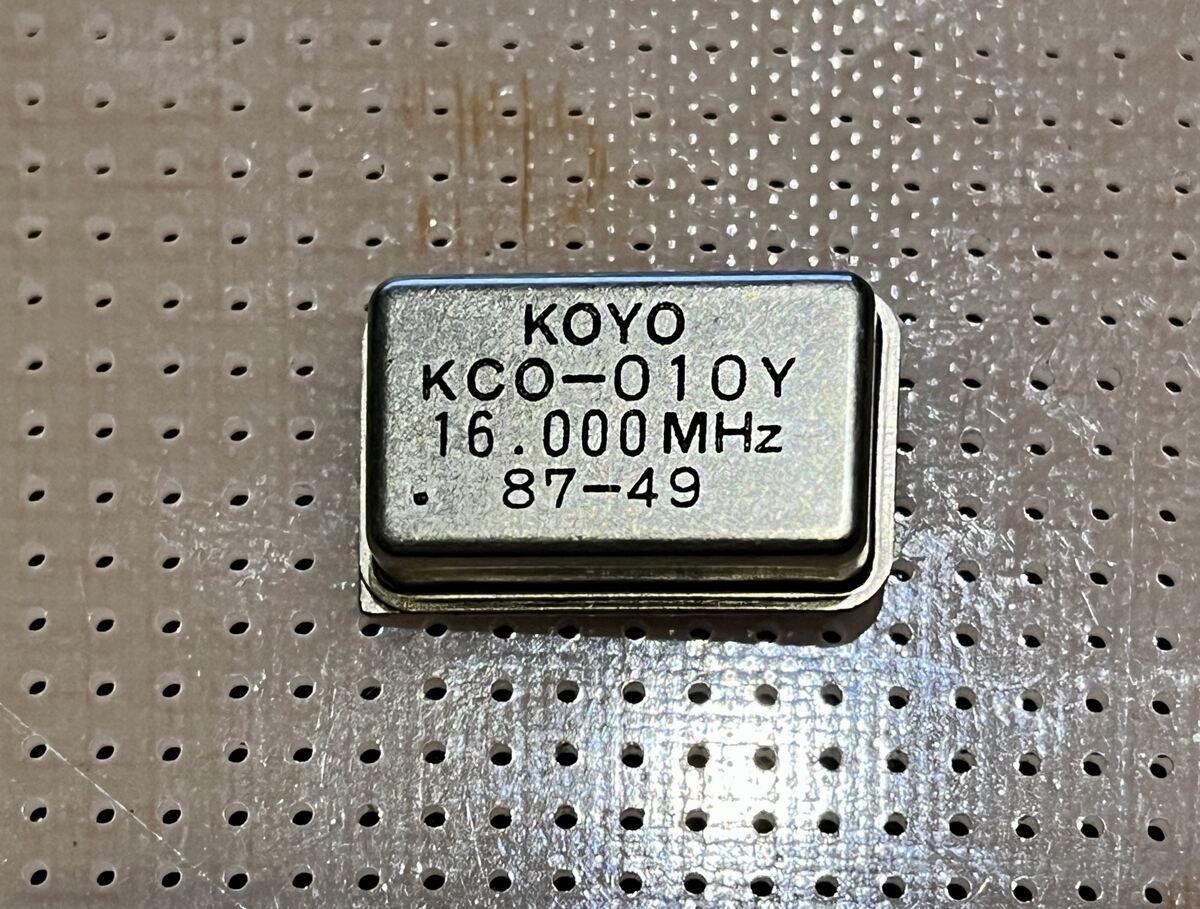 KOYO
KCO-010Y
16.000MHz
87-49